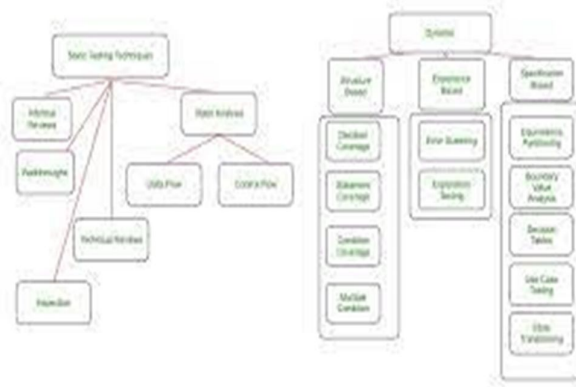 Static Testing Techniques
Informal
Reviews
Walkthroughs
Static Analysis
Data Flow
Control Flow
Technical Reviews
Inspection
Dynamic
Structure
Based
Experience
Based
Specification
Based
Decision
Coverage
Statement
Coverage
Condition
Coverage
Multiple
Condition
Error Guessing
Exploratory
Testing
Equivalence
Partitioning
Boundary
Value
Analysis
Decision
Tables
Use Case
Testing
State
Transitioning